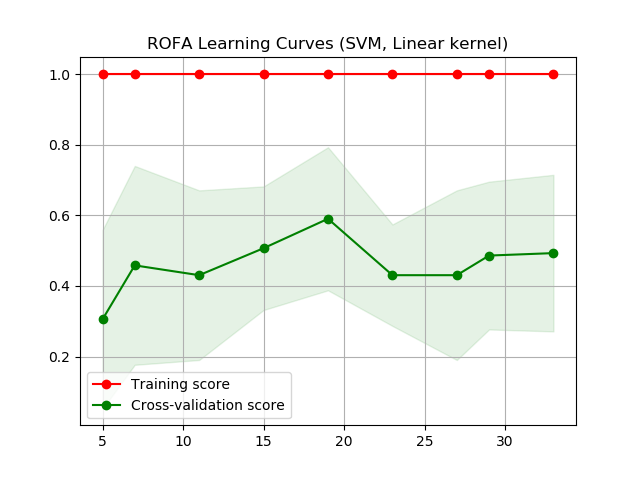 ROFA Learning Curves (SVM, Linear kernel)
1.0
0.8
0.6
0.4
0.2
Training score
Cross-validation score
5 10 15 20 25 30